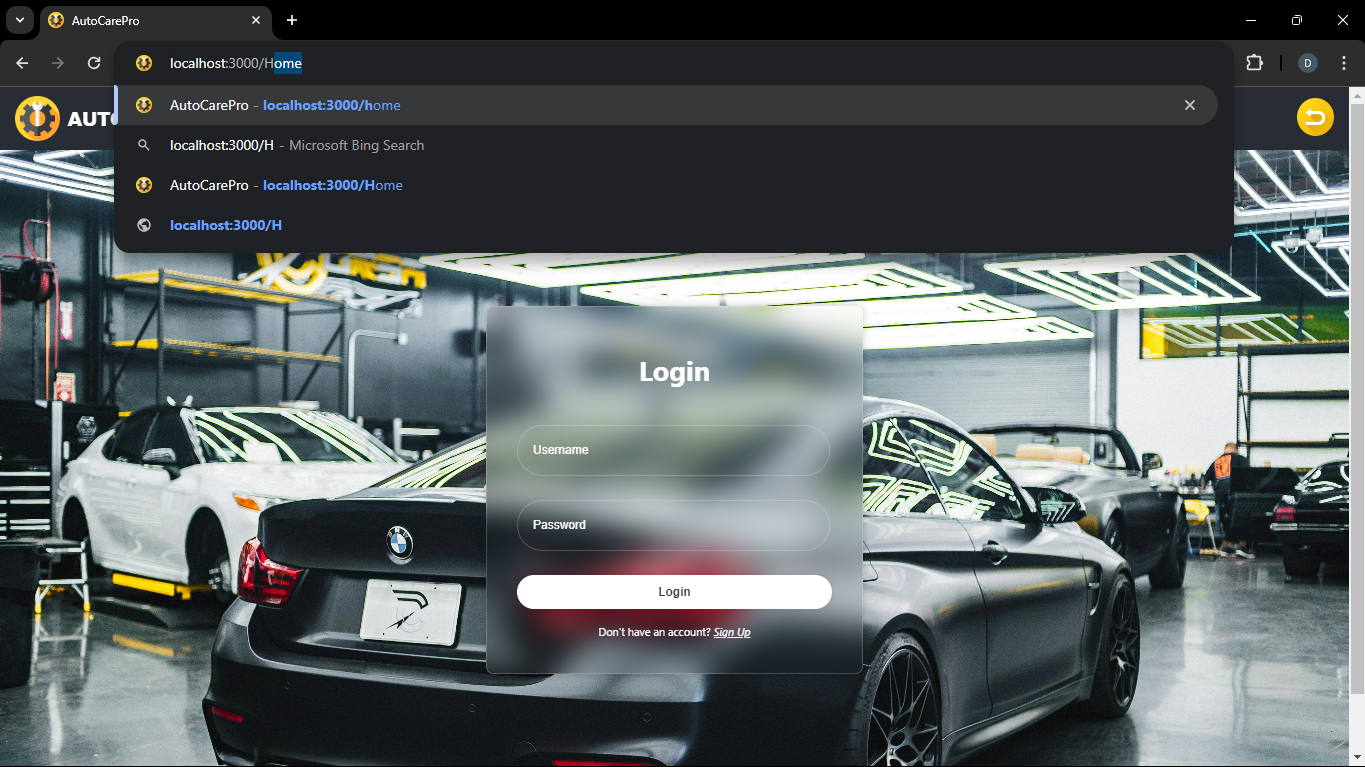 AutoCarePro
localhost:3000/Home
D
AUTO
AutoCarePro - localhost:3000/home
localhost:3000/H - Microsoft Bing Search
AutoCarePro - localhost:3000/Home
localhost:3000/H
Login
Username
Password
Login
Don't have an account? Sign Up